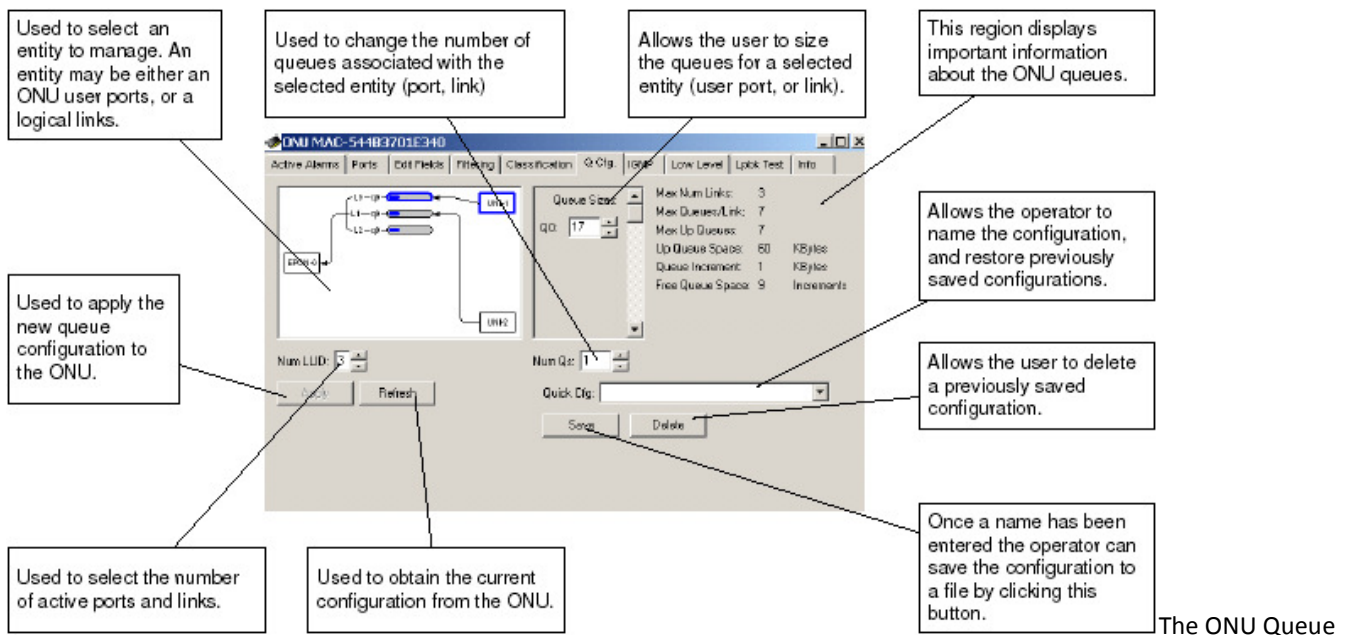 Used to select an
entity to manage. An
entity may be either an
ONU user ports, or a
logical links.
Used to change the number of
queues associated with the
selected entity (port, link)
Allows the user to size
the queues for a selected
entity (user port, or link).
This region displays
important information
about the ONU queues.
ONU MAC-544B3701E340
Active Alarms Ports Edit Fields Filtering Classification Q Cfg. IGMP Low Level Lpbk Test Info
UNI-1
UNI-2
EPON-0
Queue Sizes
Q0: 17
Max Num Links: 3
Max Queues/Link: 7
Max Up Queues: 7
Up Queue Space: 60 KBytes
Queue Increment: 1 KBytes
Free Queue Space: 9 Increments
Allows the operator to
name the configuration,
and restore previously
saved configurations.
Used to apply the
new queue
configuration to
the ONU.
Num LLID: 3
Num Qs: 1
Apply Refresh
Quick Cfg:
Save Delete
Allows the user to delete
a previously saved
configuration.
Used to select the number
of active ports and links.
Used to obtain the current
configuration from the ONU.
Once a name has been
entered the operator can
save the configuration to
a file by clicking this
button.
The ONU Queue